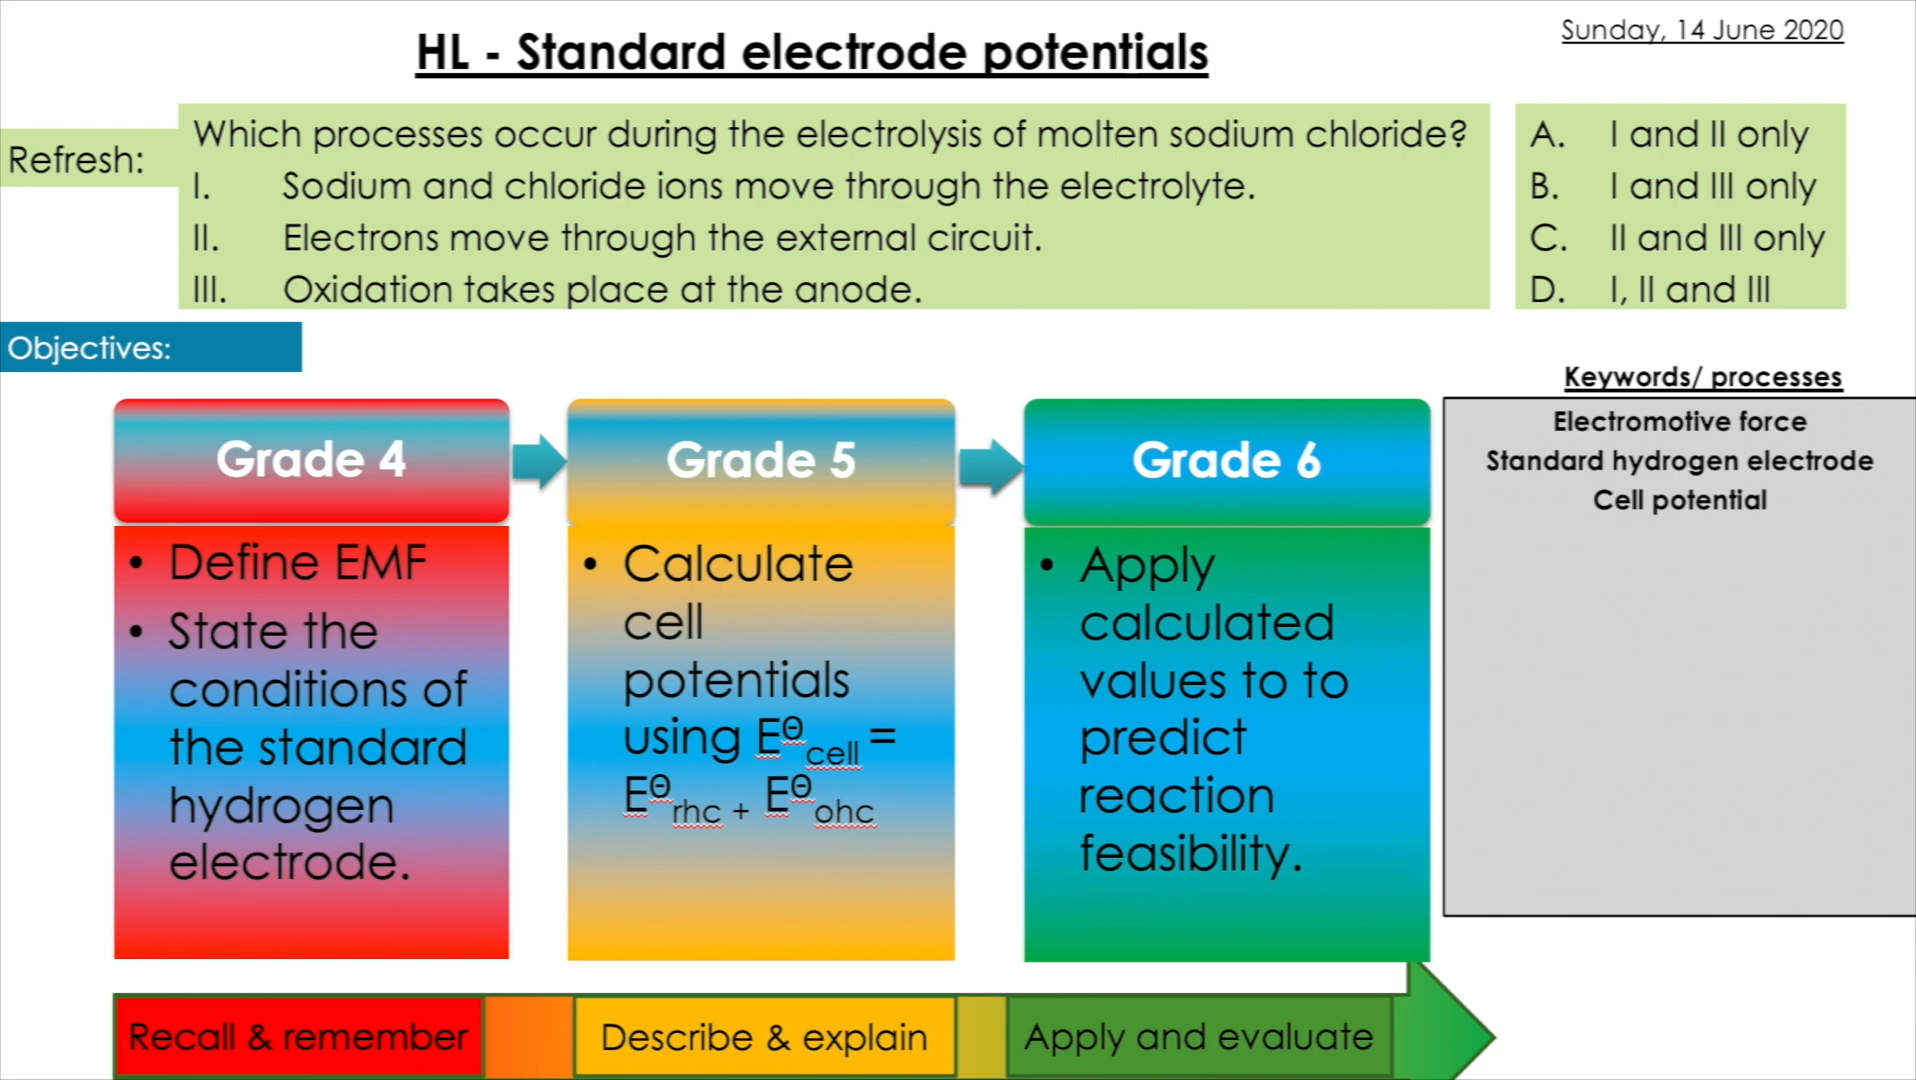 HL - Standard electrode potentials
Sunday, 14 June 2020
Refresh:
Which processes occur during the electrolysis of molten sodium chloride?
I. Sodium and chloride ions move through the electrolyte.
II. Electrons move through the external circuit.
III. Oxidation takes place at the anode.
A. I and II only
B. I and III only
C. II and III only
D. I, II and III
Objectives:
Keywords/ processes
Electromotive force
Standard hydrogen electrode
Cell potential
Grade 4
• Define EMF
• State the
conditions of
the standard
hydrogen
electrode.
Grade 5
• Calculate
cell
potentials
using EΘcell =
EΘrhc + EΘohc
Grade 6
• Apply
calculated
values to to
predict
reaction
feasibility.
Recall & remember
Describe & explain
Apply and evaluate